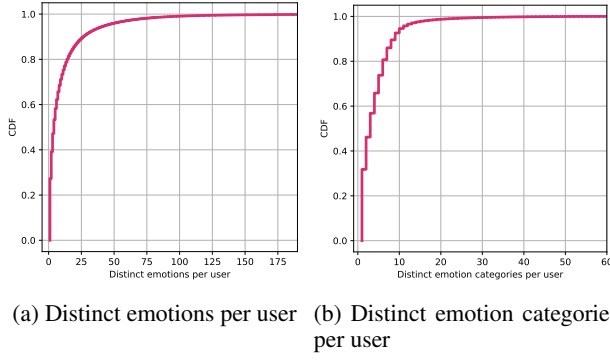 1.0
0.8
0.6
0.4
0.2
0.0
CDF
0 25 50 75 100 125 150 175
Distinct emotions per user
1.0
0.8
0.6
0.4
0.2
0.0
CDF
0 10 20 30 40 50 60
Distinct emotion categories per user
(a) Distinct emotions per user
(b) Distinct emotion categorie
per user